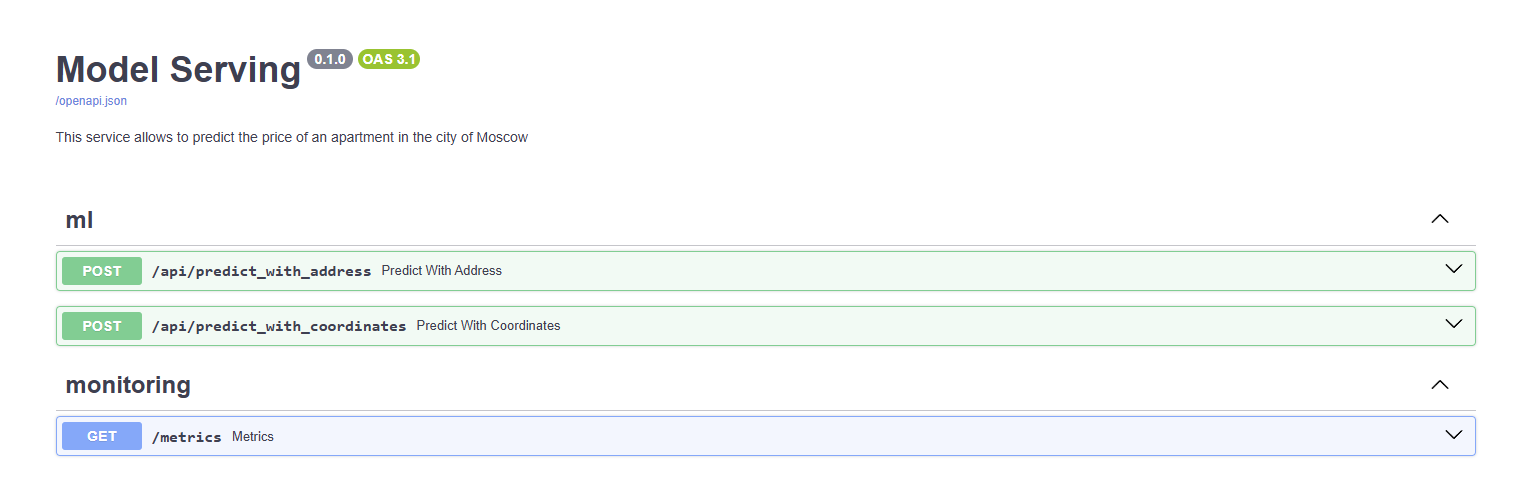 Model Serving 0.1.0 OAS 3.1
/openapi.json
This service allows to predict the price of an apartment in the city of Moscow
ml
POST /api/predict_with_address Predict With Address
POST /api/predict_with_coordinates Predict With Coordinates
monitoring
GET /metrics Metrics